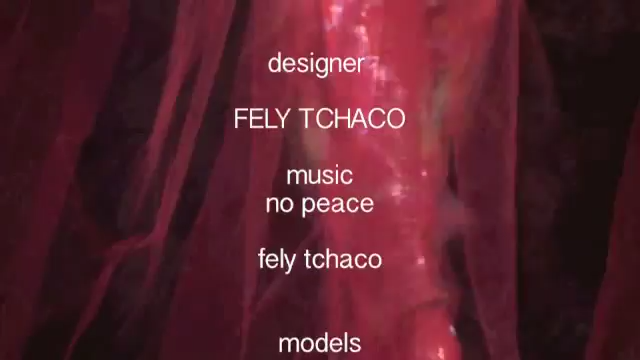 designer
FELY TCHACO
music
no peace
fely tchaco
models